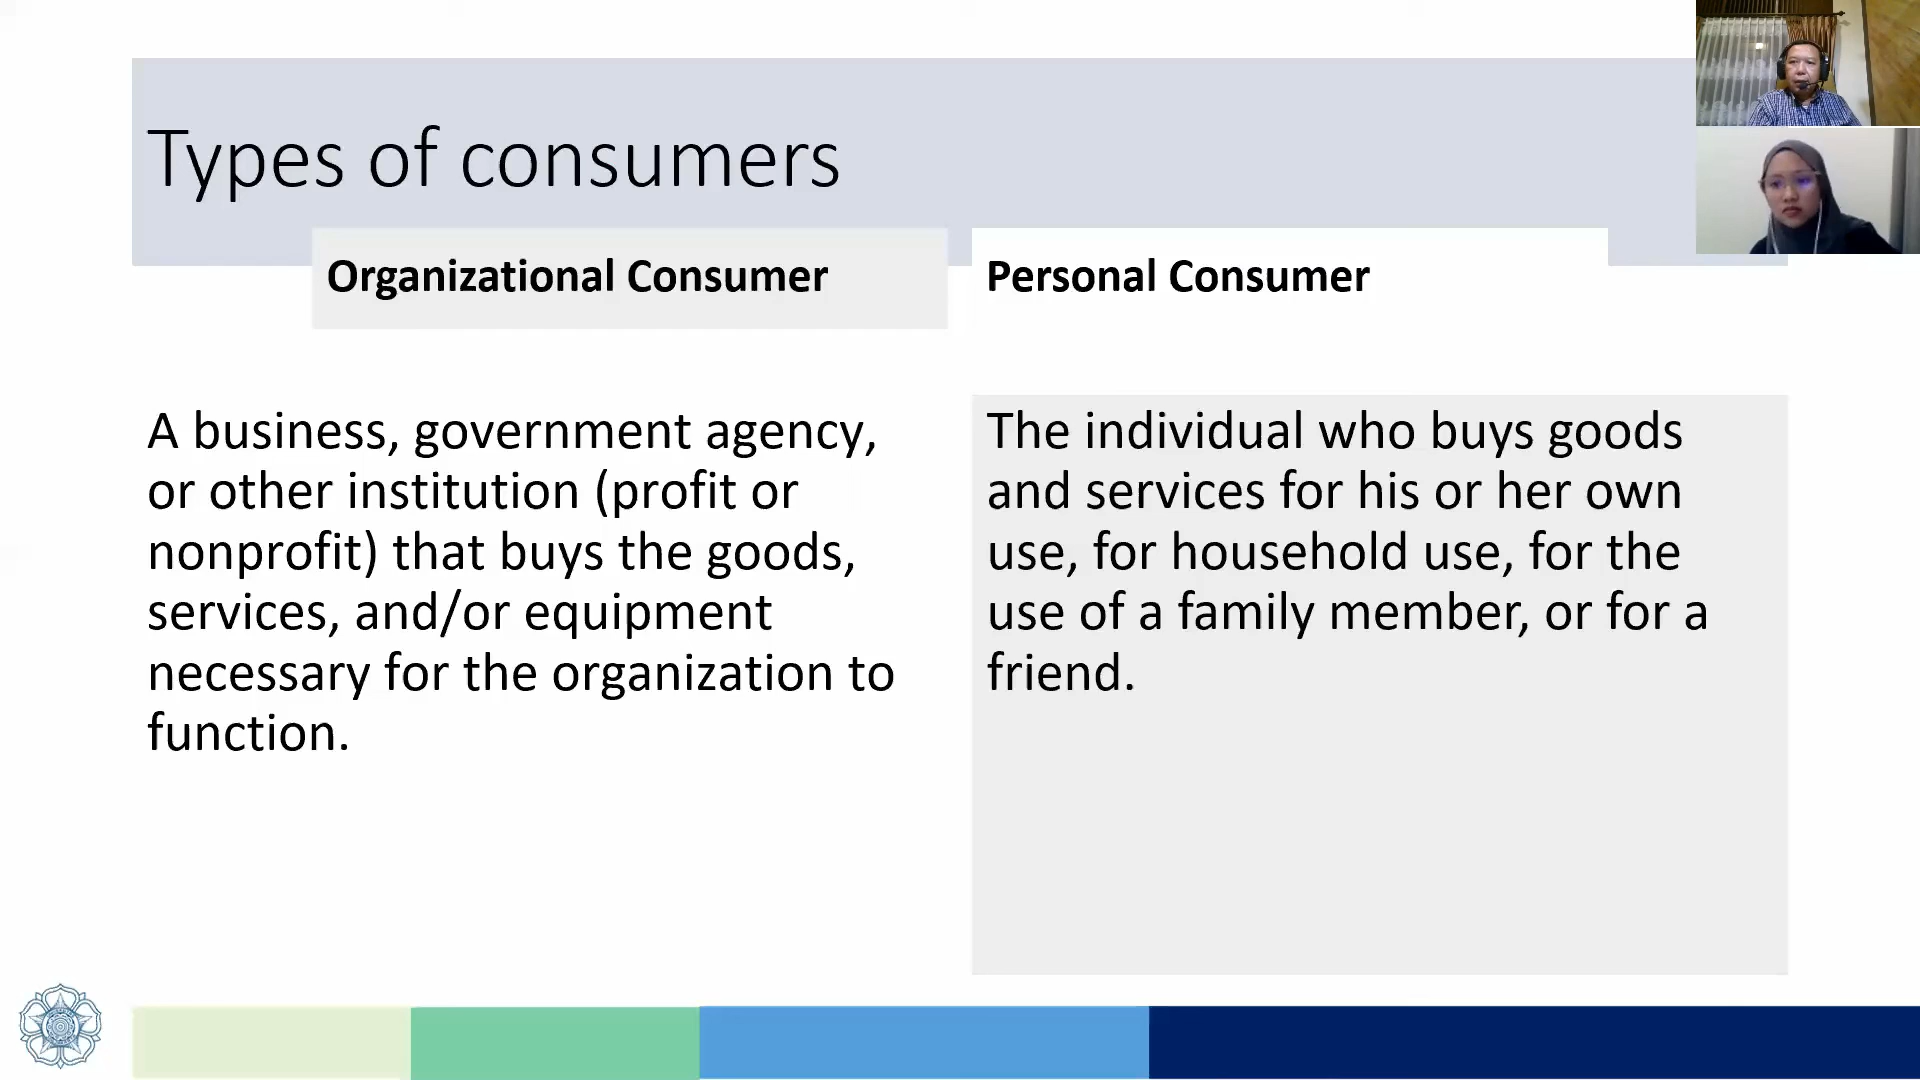 Types of consumers
Organizational Consumer
A business, government agency,
or other institution (profit or
nonprofit) that buys the goods,
services, and/or equipment
necessary for the organization to
function.
Personal Consumer
The individual who buys goods
and services for his or her own
use, for household use, for the
use of a family member, or for a
friend.